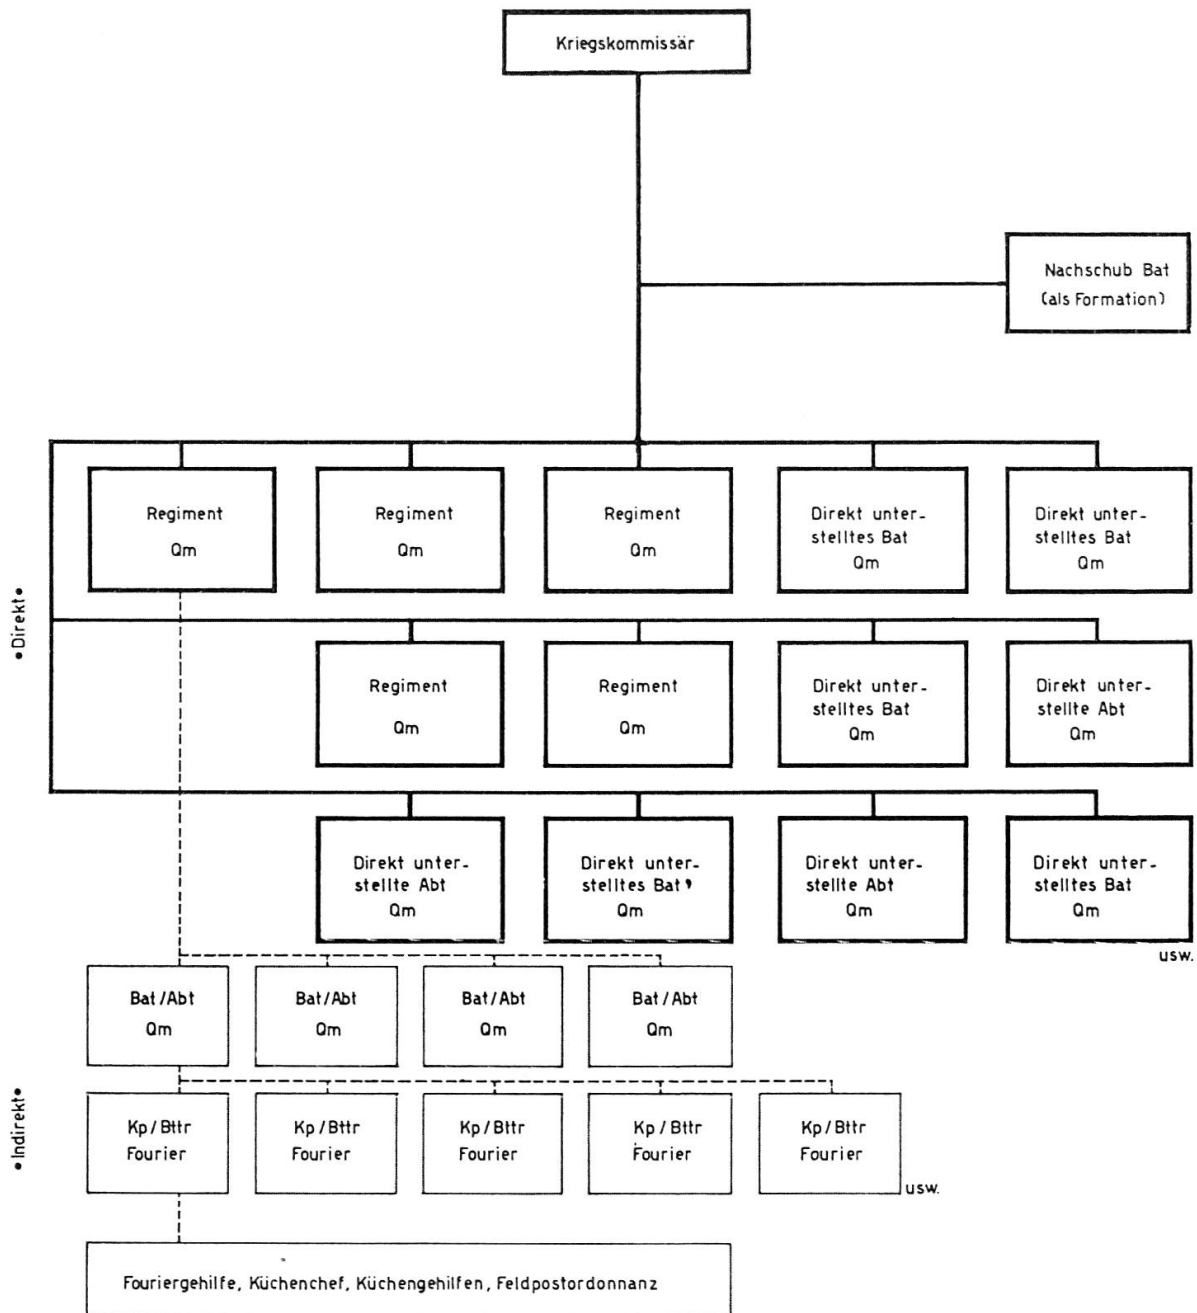 Kriegskommissär
Nachschub Bat
(als Formation)
•Direkt•
Regiment
Qm
Regiment
Qm
Regiment
Qm
Direkt unter-
stelltes Bat
Qm
Direkt unter-
stelltes Bat
Qm
Regiment
Qm
Regiment
Qm
Direkt unter-
stelltes Bat
Qm
Direkt unter-
stellte Abt
Qm
Direkt unter-
stellte Abt
Qm
Direkt unter-
stelltes Bat
Qm
Direkt unter-
stellte Abt
Qm
Direkt unter-
stelltes Bat
Qm
usw.
•Indirekt•
Bat/Abt
Qm
Bat/Abt
Qm
Bat/Abt
Qm
Bat/Abt
Qm
Kp/Bttr
Fourier
Kp/Bttr
Fourier
Kp/Bttr
Fourier
Kp/Bttr
Fourier
Kp/Bttr
Fourier
usw.
Fouriergehilfe, Küchenchef, Küchengehilfen, Feldpostordonnanz